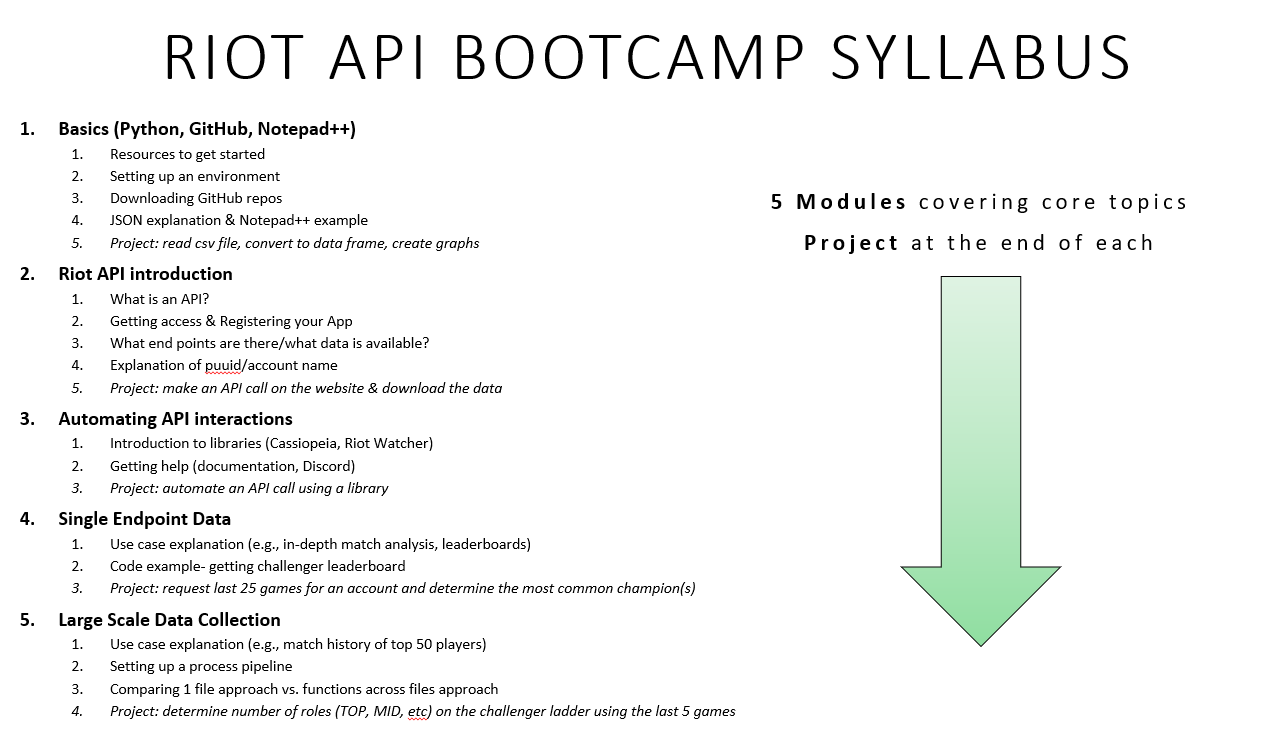 RIOT API BOOTCAMP SYLLABUS
1. Basics (Python, GitHub, Notepad++)
1. Resources to get started
2. Setting up an environment
3. Downloading GitHub repos
4. JSON explanation & Notepad++ example
5. Project: read csv file, convert to data frame, create graphs
2. Riot API introduction
1. What is an API?
2. Getting access & Registering your App
3. What end points are there/what data is available?
4. Explanation of puuid/account name
5. Project: make an API call on the website & download the data
3. Automating API interactions
1. Introduction to libraries (Cassiopeia, Riot Watcher)
2. Getting help (documentation, Discord)
3. Project: automate an API call using a library
4. Single Endpoint Data
1. Use case explanation (e.g., in-depth match analysis, leaderboards)
2. Code example- getting challenger leaderboard
3. Project: request last 25 games for an account and determine the most common champion(s)
5. Large Scale Data Collection
1. Use case explanation (e.g., match history of top 50 players)
2. Setting up a process pipeline
3. Comparing 1 file approach vs. functions across files approach
4. Project: determine number of roles (TOP, MID, etc) on the challenger ladder using the last 5 games
5 Modules covering core topics
Project at the end of each